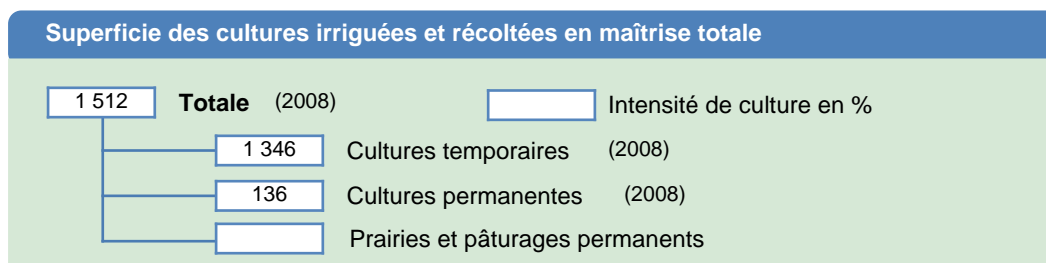 Superficie des cultures irriguées et récoltées en maîtrise totale
1 512 Totale (2008) Intensité de culture en %
1 346 Cultures temporaires (2008)
136 Cultures permanentes (2008)
Prairies et pâturages permanents